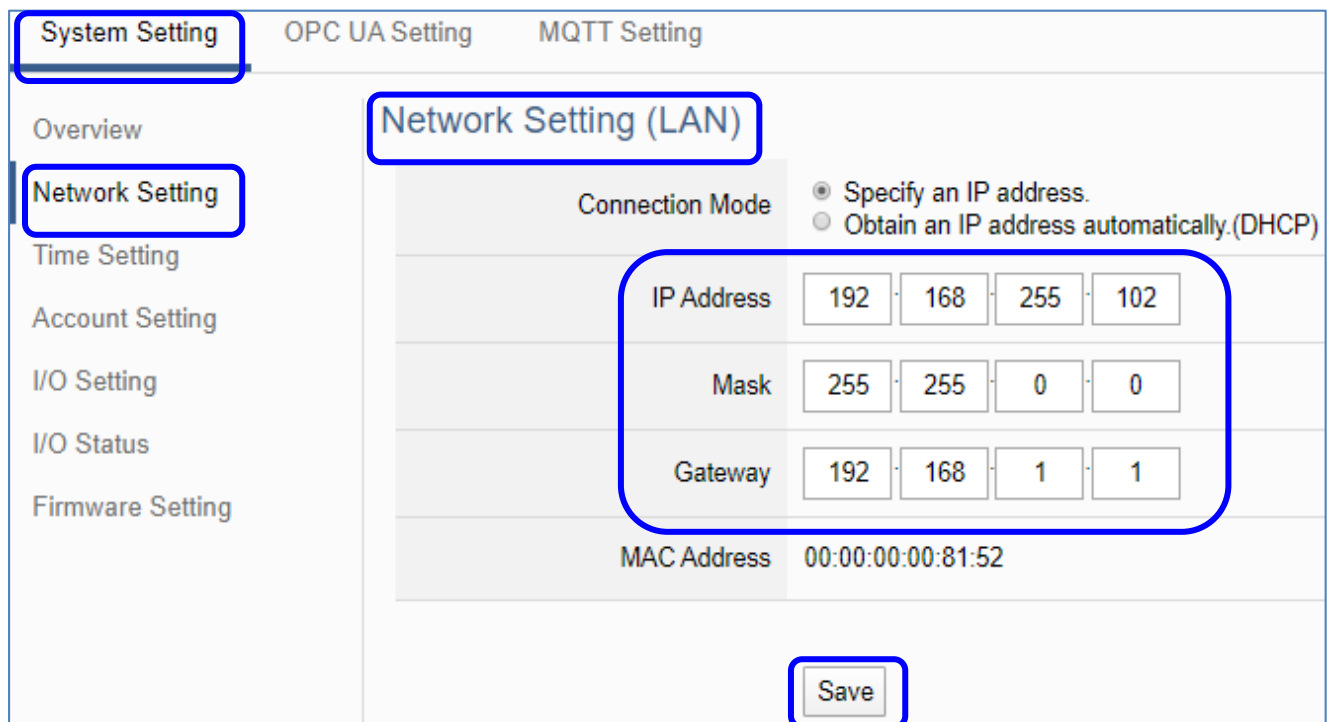 System Setting OPC UA Setting MQTT Setting
Overview
Network Setting
Time Setting
Account Setting
I/O Setting
I/O Status
Firmware Setting
Network Setting (LAN)
Connection Mode Specify an IP address.
Obtain an IP address automatically.(DHCP)
IP Address 192 . 168 . 255 . 102
Mask 255 . 255 . 0 . 0
Gateway 192 . 168 . 1 . 1
MAC Address 00:00:00:00:81:52
Save